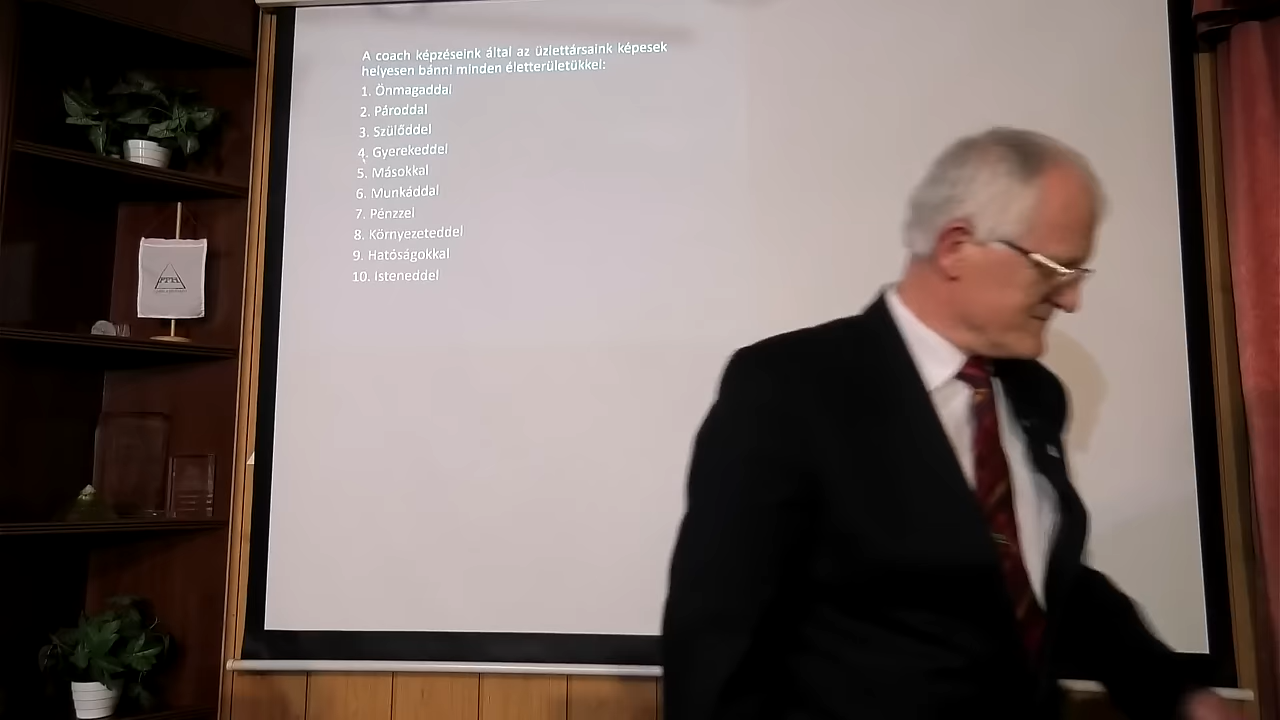 A coach képzéseink által az üzlettársaink képesek
helyesen bánni minden életterületükkel:
1. Önmagaddal
2. Pároddal
3. Szülőddel
4. Gyerekeddel
5. Másokkal
6. Munkáddal
7. Pénzzel
8. Környezeteddel
9. Hatóságokkal
10. Isteneddel